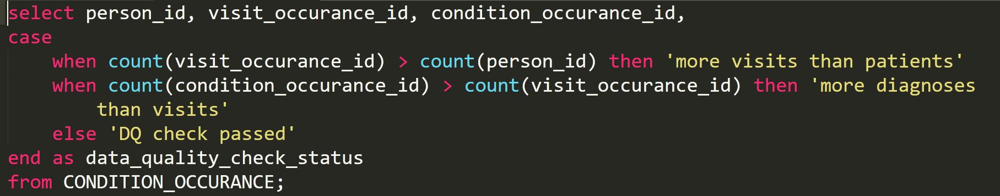 select person_id, visit_occurance_id, condition_occurance_id,
case
    when count(visit_occurance_id) > count(person_id) then 'more visits than patients'
    when count(condition_occurance_id) > count(visit_occurance_id) then 'more diagnoses
        than visits'
    else 'DQ check passed'
end as data_quality_check_status
from CONDITION_OCCURANCE;